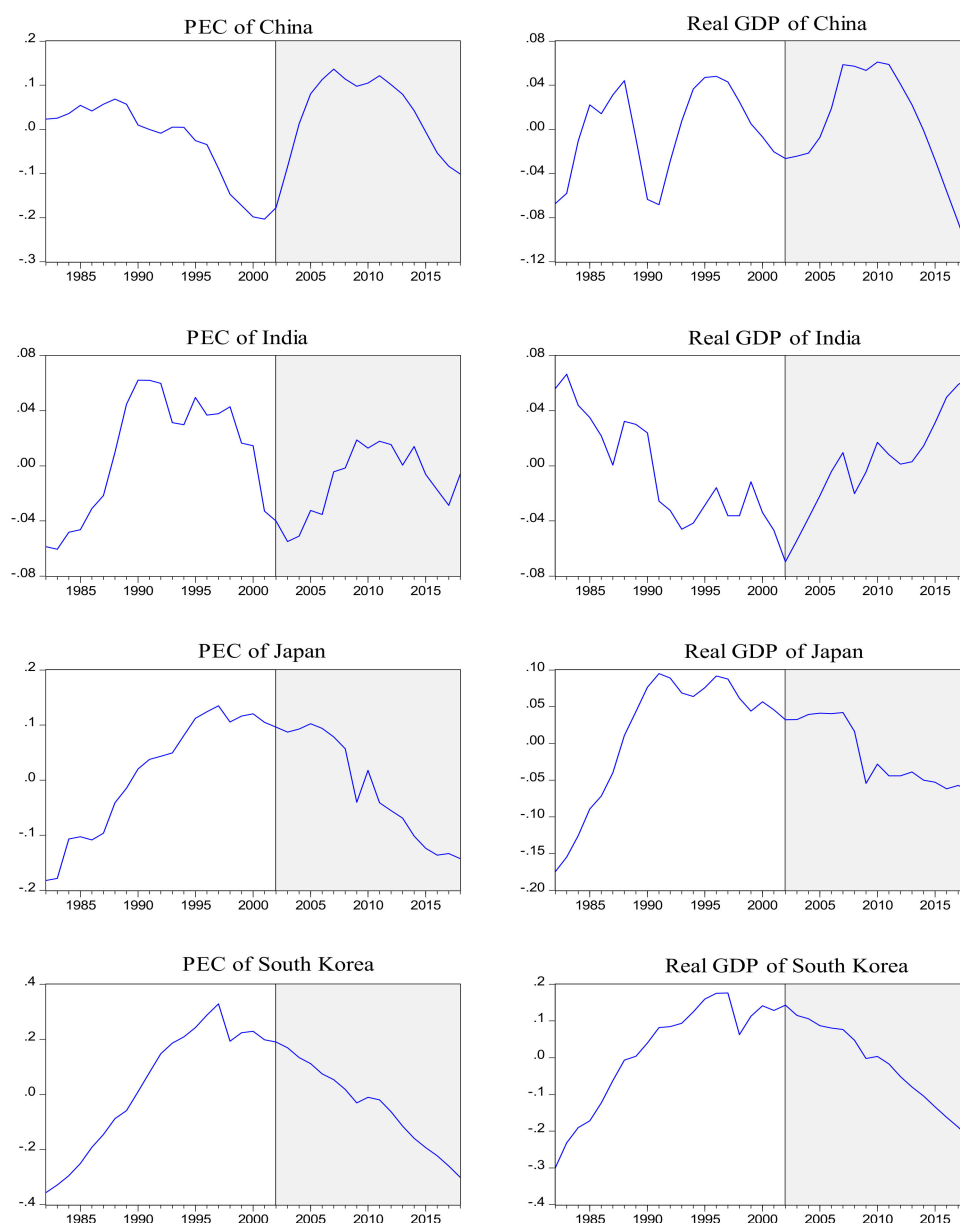 PEC of China
.2
.1
.0
-.1
-.2
-.3
1985 1990 1995 2000 2005 2010 2015
Real GDP of China
.08
.04
.00
-.04
-.08
-.12
1985 1990 1995 2000 2005 2010 2015
PEC of India
.08
.04
.00
-.04
-.08
1985 1990 1995 2000 2005 2010 2015
Real GDP of India
.08
.04
.00
-.04
-.08
1985 1990 1995 2000 2005 2010 2015
PEC of Japan
.2
.1
.0
-.1
-.2
1985 1990 1995 2000 2005 2010 2015
Real GDP of Japan
.10
.05
.00
-.05
-.10
-.15
-.20
1985 1990 1995 2000 2005 2010 2015
PEC of South Korea
.4
.2
.0
-.2
-.4
1985 1990 1995 2000 2005 2010 2015
Real GDP of South Korea
.2
.1
.0
-.1
-.2
-.3
-.4
1985 1990 1995 2000 2005 2010 2015